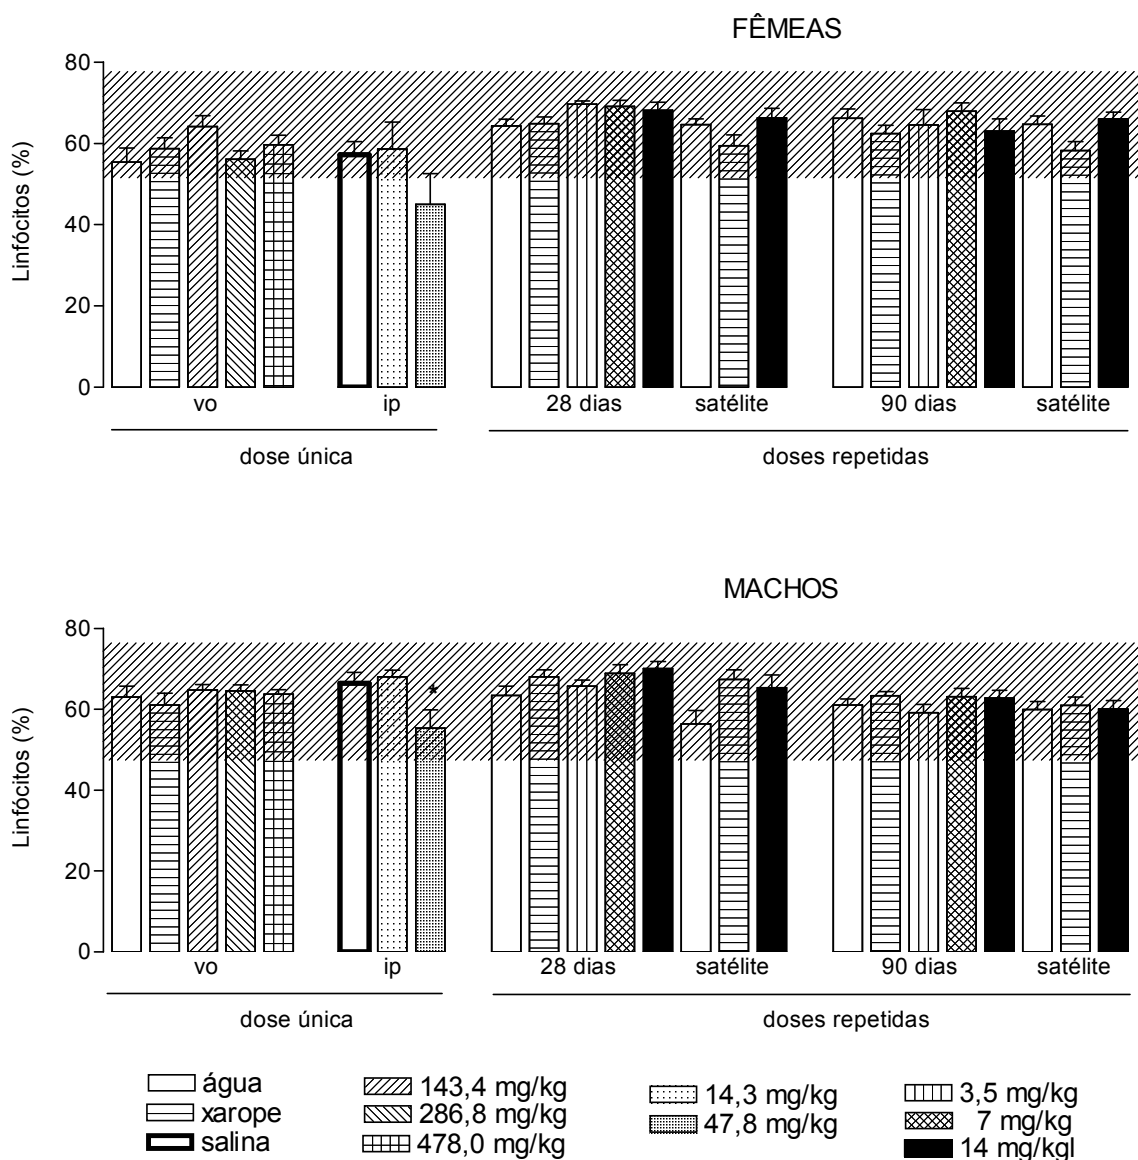 FÊMEAS
80
60
40
20
0
Linfócitos (%)
vo ip 28 dias satélite 90 dias satélite
dose única doses repetidas
MACHOS
80
*
60
40
20
0
Linfócitos (%)
vo ip 28 dias satélite 90 dias satélite
dose única doses repetidas
água 143,4 mg/kg 14,3 mg/kg 3,5 mg/kg
xarope 286,8 mg/kg 47,8 mg/kg 7 mg/kg
salina 478,0 mg/kg 14 mg/kgl